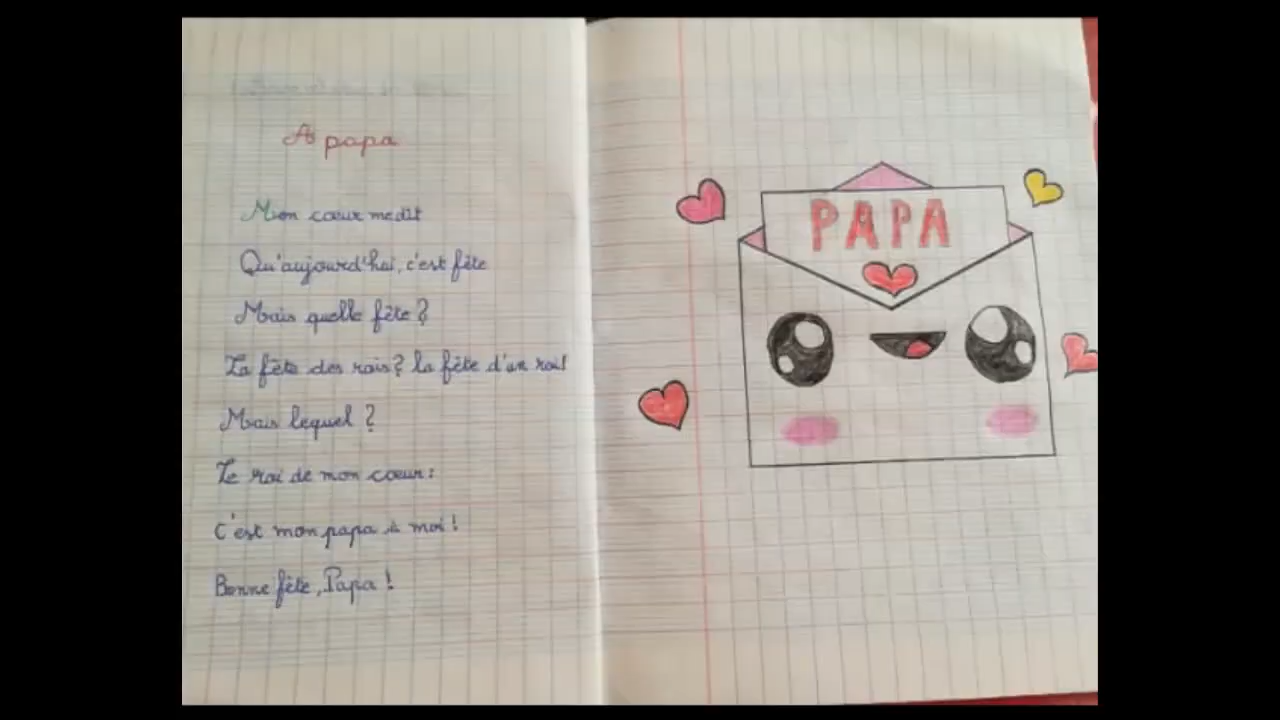 A papa
Mon cœur me dit
Qu'aujourd'hui, c'est fête
Mais quelle fête ?
La fête des rois ? la fête d'un roi !
Mais lequel ?
Le roi de mon cœur :
C'est mon papa à moi !
Bonne fête, Papa !
PAPA